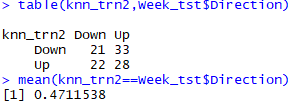 > table(knn_trn2,Week_tst$Direction)
knn_trn2 Down Up
Down 21 33
Up 22 28
> mean(knn_trn2==Week_tst$Direction)
[1] 0.4711538